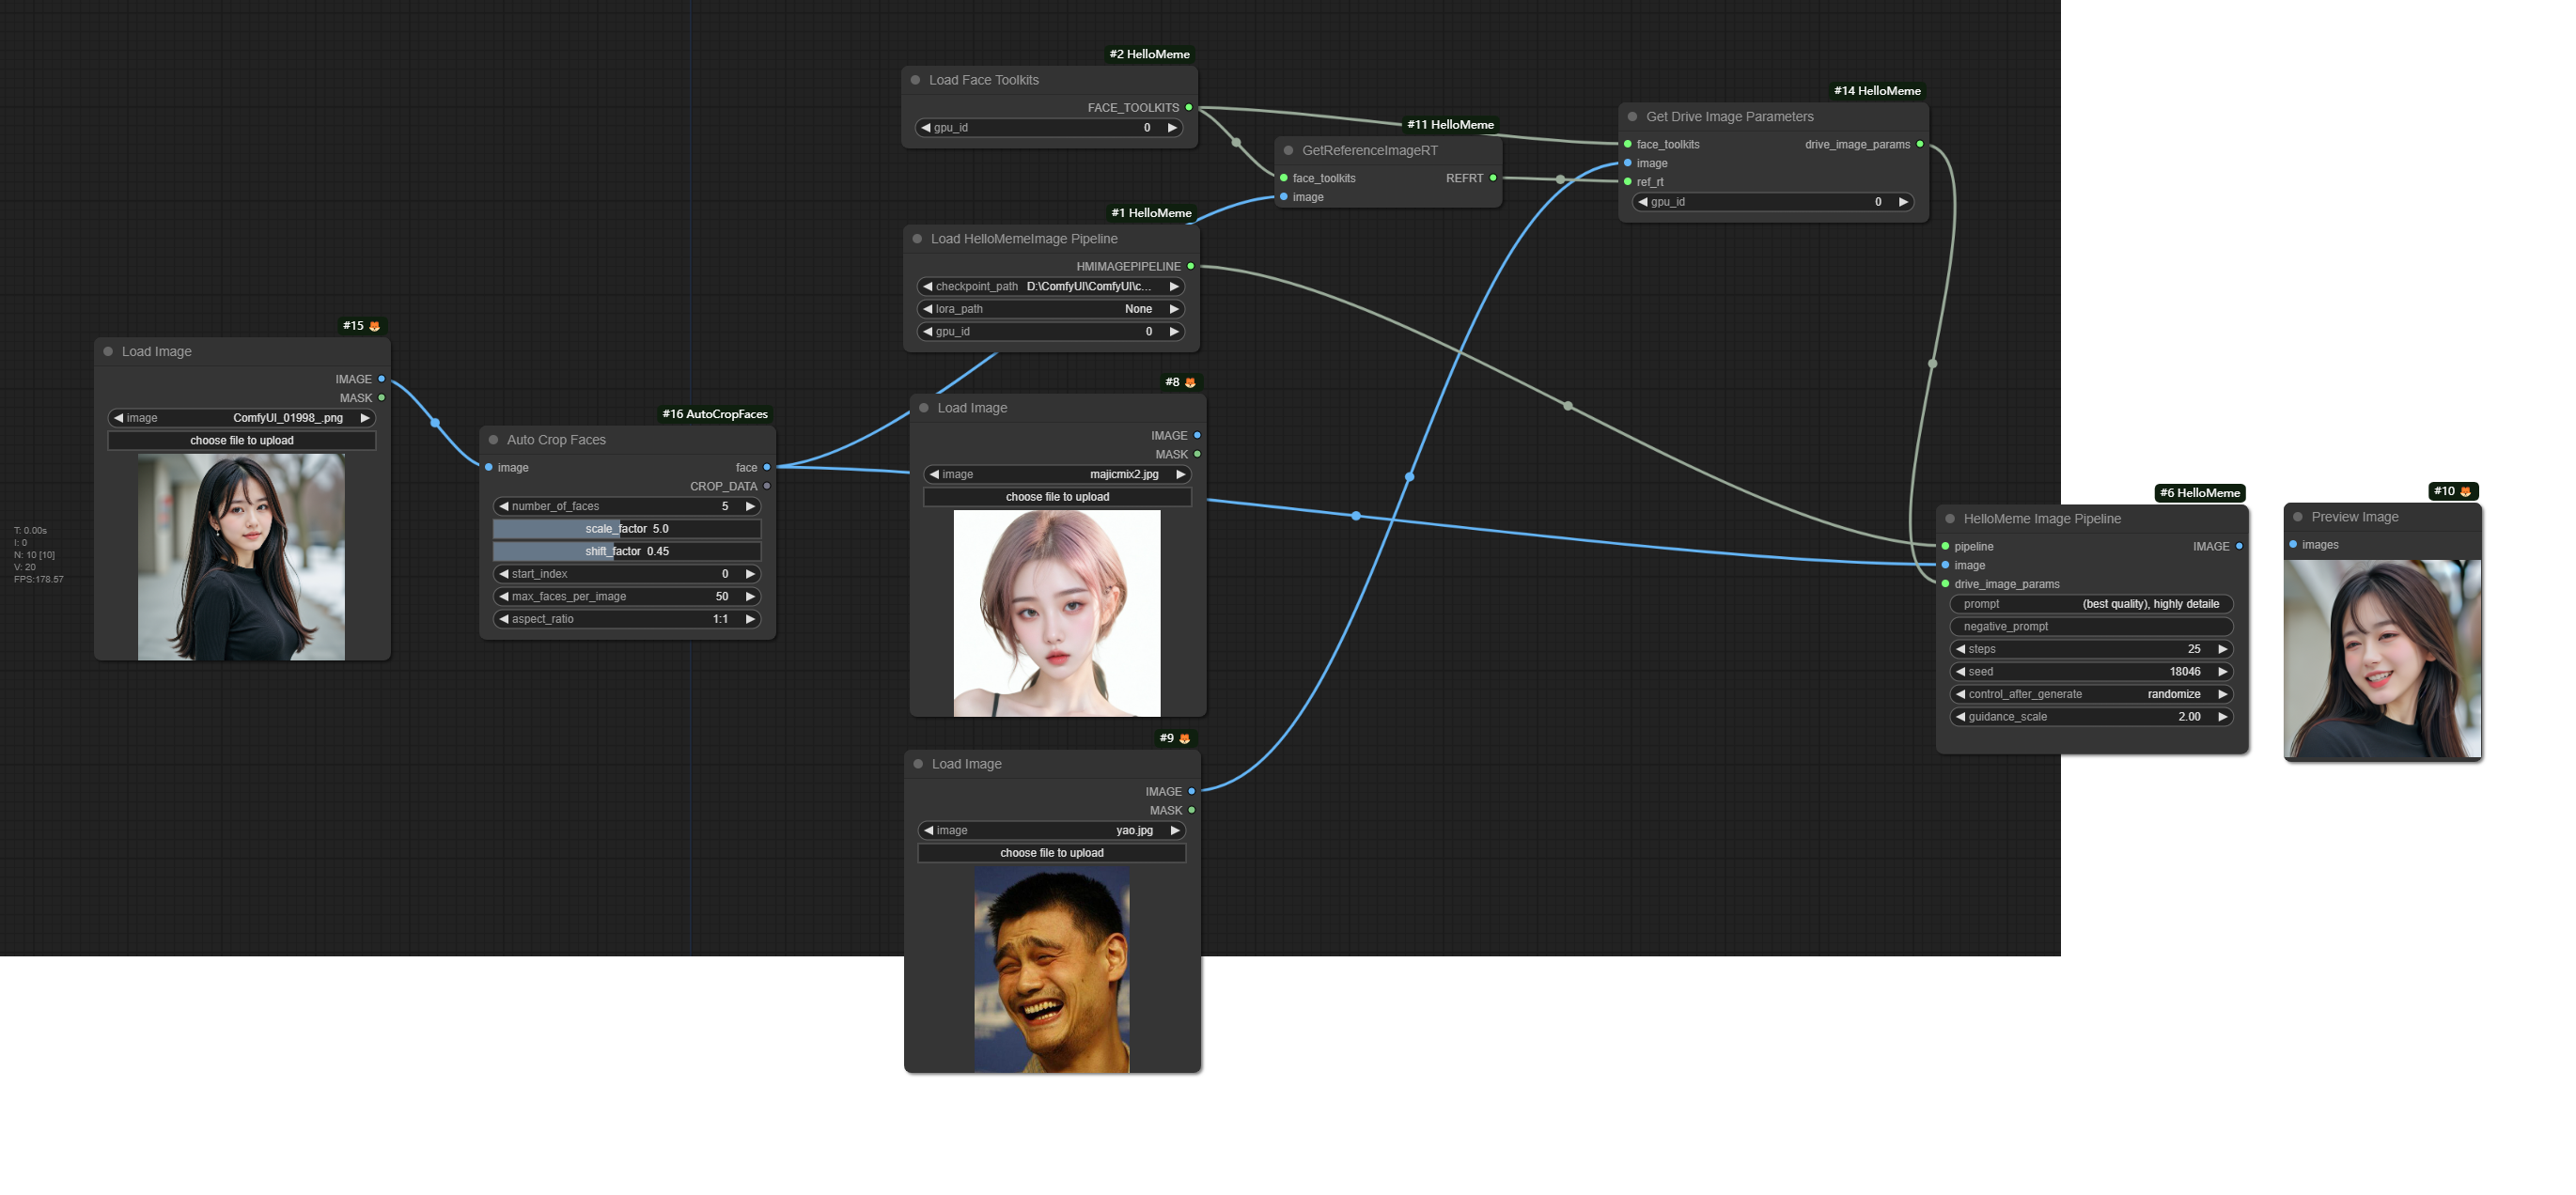 #2 HelloMeme
Load Face Toolkits
FACE_TOOLKITS
gpu_id 0
#11 HelloMeme
GetReferenceImageRT
face_toolkits REFRT
image
#14 HelloMeme
Get Drive Image Parameters
face_toolkits drive_image_params
image
ref_rt
gpu_id 0
#1 HelloMeme
Load HelloMemeImage Pipeline
HMIMAGEPIPELINE
checkpoint_path D:\ComfyUI\ComfyUI\c...
lora_path None
gpu_id 0
#15
Load Image
IMAGE
MASK
image ComfyUI_01998_.png
choose file to upload
#16 AutoCropFaces
Auto Crop Faces
image face
CROP_DATA
number_of_faces 5
scale_factor 5.0
shift_factor 0.45
start_index 0
max_faces_per_image 50
aspect_ratio 1:1
T: 0.00s
I: 0
N: 10 [10]
V: 20
FPS:178.57
#8
Load Image
IMAGE
MASK
image majicmix2.jpg
choose file to upload
#9
Load Image
IMAGE
MASK
image yao.jpg
choose file to upload
#6 HelloMeme
HelloMeme Image Pipeline
pipeline IMAGE
image
drive_image_params
prompt (best quality), highly detaile
negative_prompt
steps 25
seed 18046
control_after_generate randomize
guidance_scale 2.00
#10
Preview Image
images